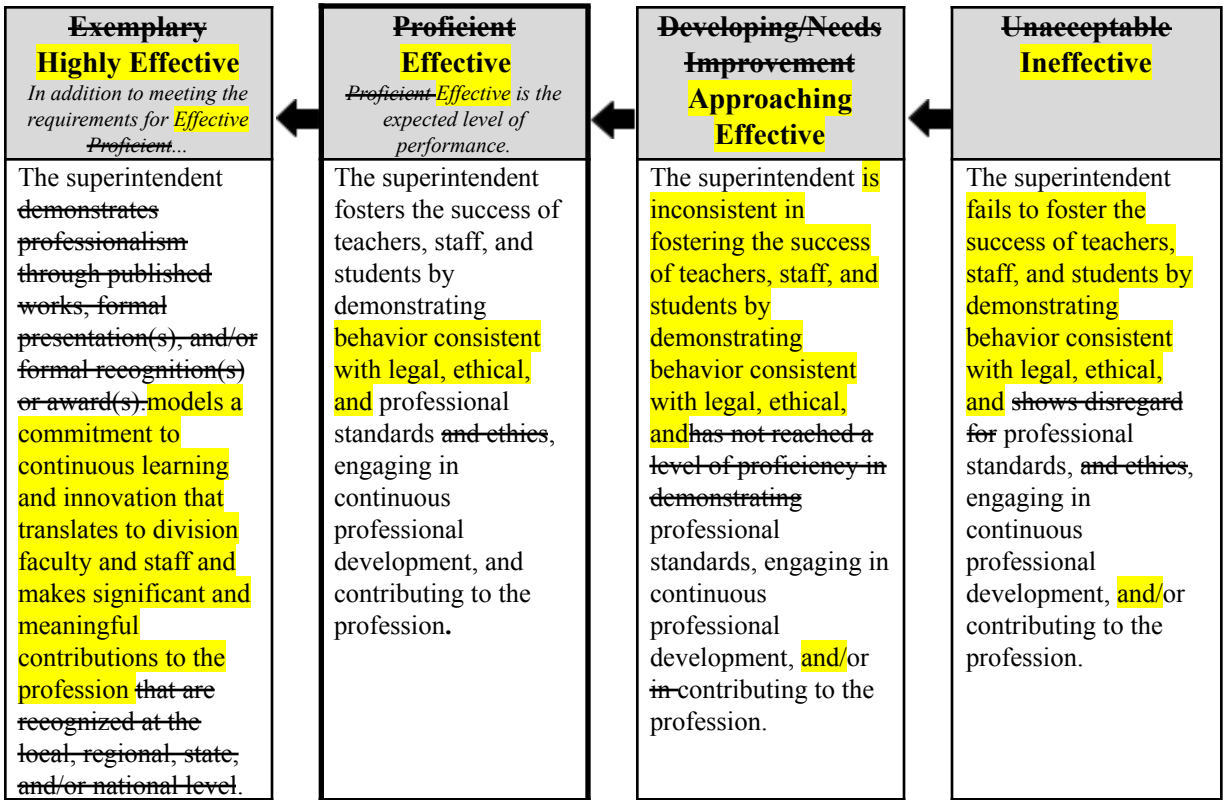 Exemplary
Highly Effective
In addition to meeting the
requirements for Effective
Proficient...
The superintendent
demonstrates
professionalism
through published
works, formal
presentation(s), and/or
formal recognition(s)
or award(s).models a
commitment to
continuous learning
and innovation that
translates to division
faculty and staff and
makes significant and
meaningful
contributions to the
profession that are
recognized at the
local, regional, state,
and/or national level.
Proficient
Effective
Proficient Effective is the
expected level of
performance.
The superintendent
fosters the success of
teachers, staff, and
students by
demonstrating
behavior consistent
with legal, ethical,
and professional
standards and ethics,
engaging in
continuous
professional
development, and
contributing to the
profession.
Developing/Needs
Improvement
Approaching
Effective
The superintendent is
inconsistent in
fostering the success
of teachers, staff, and
students by
demonstrating
behavior consistent
with legal, ethical,
andhas not reached a
level of proficiency in
demonstrating
professional
standards, engaging in
continuous
professional
development, and/or
in contributing to the
profession.
Unacceptable
Ineffective
The superintendent
fails to foster the
success of teachers,
staff, and students by
demonstrating
behavior consistent
with legal, ethical,
and shows disregard
for professional
standards, and ethics,
engaging in
continuous
professional
development, and/or
contributing to the
profession.